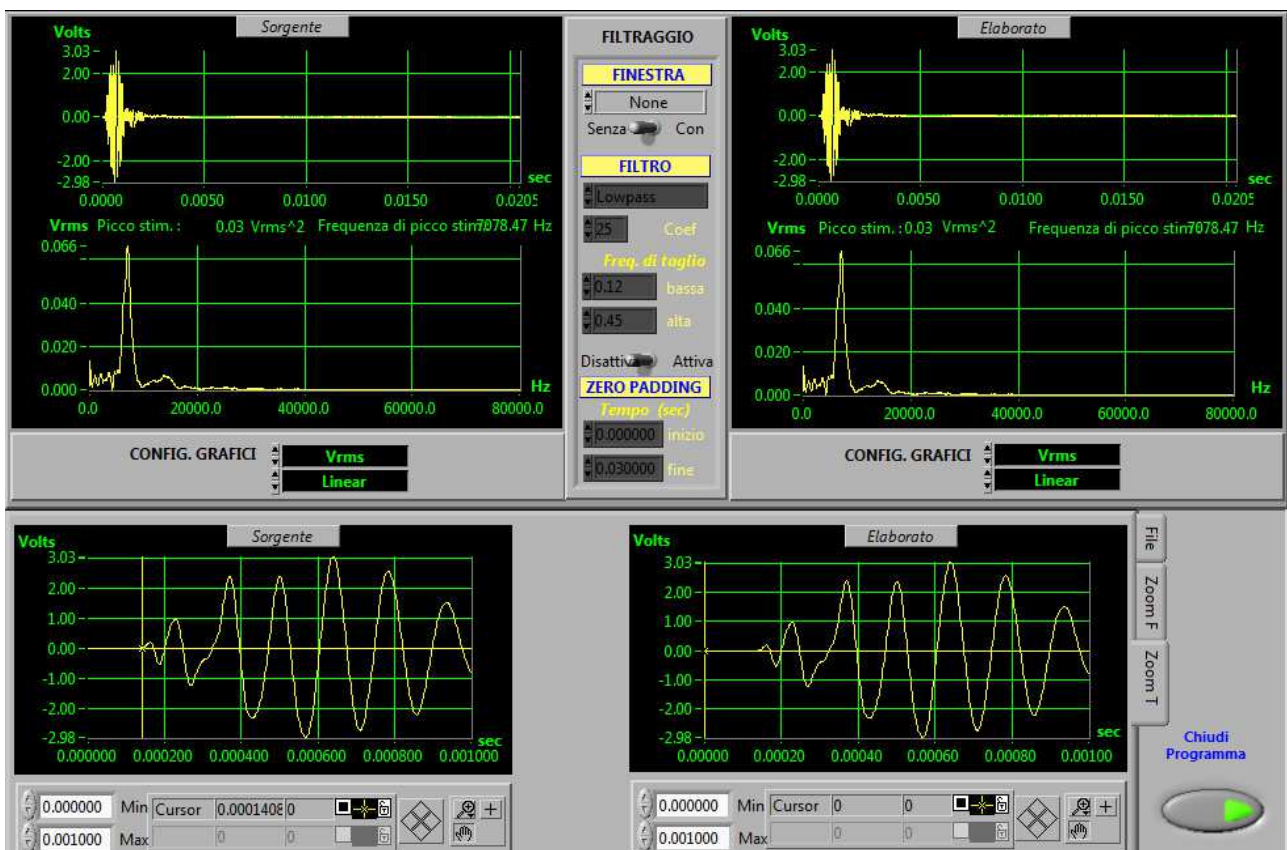 Sorgente
Volts
3.03
2.00
0.00
-2.00
-2.98
sec
0.0000 0.0050 0.0100 0.0150 0.0205
Vrms Picco stim. : 0.03 Vrms^2 Frequenza di picco stim 7078.47 Hz
0.066
0.040
0.020
0.000
Hz
0.0 20000.0 40000.0 60000.0 80000.0
CONFIG. GRAFICI Vrms
Linear
FILTRAGGIO
FINESTRA
None
Senza Con
FILTRO
Lowpass
25 Coef
Freq. di taglio
0.12 bassa
0.45 alta
Disattiva Attiva
ZERO PADDING
Tempo (sec)
0.000000 inizio
0.030000 fine
Elaborato
Volts
3.03
2.00
0.00
-2.00
-2.98
sec
0.0000 0.0050 0.0100 0.0150 0.0205
Vrms Picco stim. : 0.03 Vrms^2 Frequenza di picco stim 7078.47 Hz
0.066
0.040
0.020
0.000
Hz
0.0 20000.0 40000.0 60000.0 80000.0
CONFIG. GRAFICI Vrms
Linear
Sorgente
Volts
3.03
2.00
1.00
0.00
-1.00
-2.00
-2.98
sec
0.000000 0.000200 0.000400 0.000600 0.000800 0.001000
0.000000 Min Cursor 0.0001408 0
0.001000 Max 0 0
Elaborato
Volts
3.03
2.00
1.00
0.00
-1.00
-2.00
-2.98
sec
0.00000 0.00020 0.00040 0.00060 0.00080 0.00100
0.000000 Min Cursor 0 0
0.001000 Max 0 0
File
Zoom F
Zoom T
Chiudi
Programma